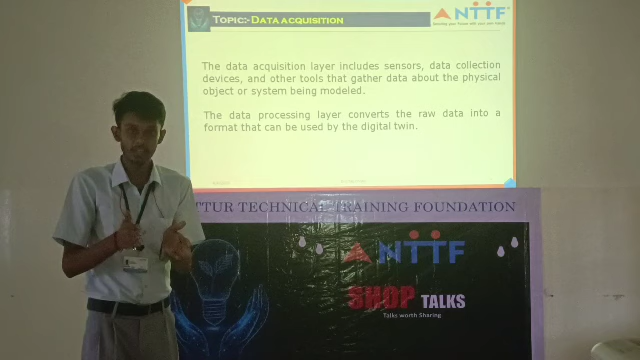 TOPIC:- DATA ACQUISITION
NTTF
The data acquisition layer includes sensors, data collection
devices, and other tools that gather data about the physical
object or system being modeled.
The data processing layer converts the raw data into a
format that can be used by the digital twin.
TTUR TECHNICAL TRAINING FOUNDATION
NTTF
SHOP TALKS
Talks worth Sharing